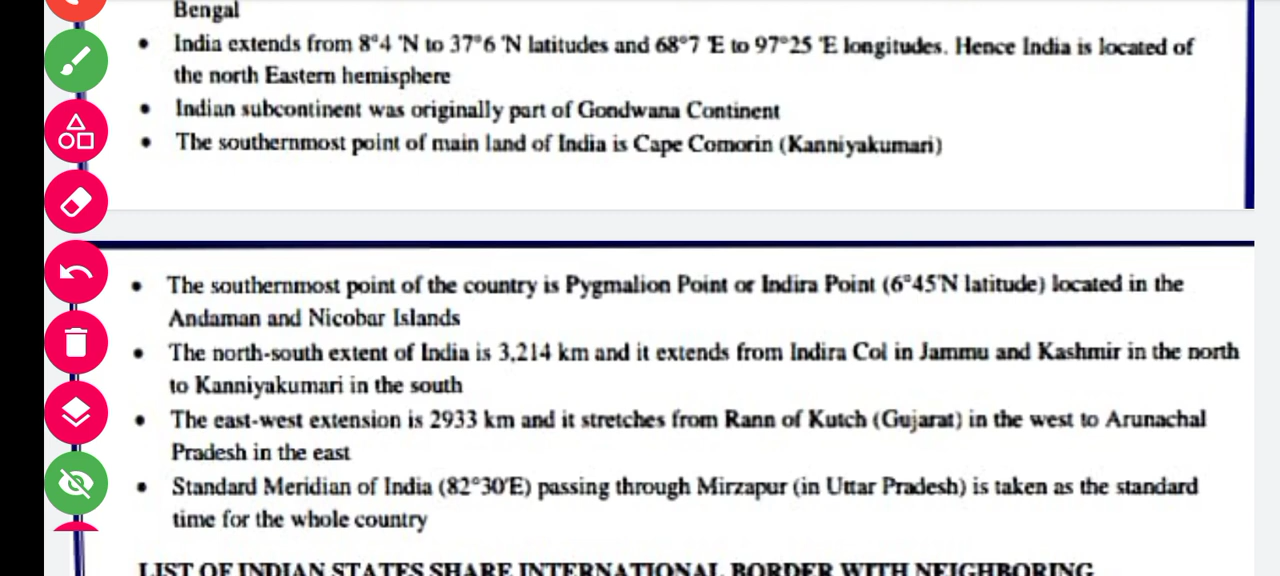 Bengal
• India extends from 8°4 'N to 37°6 'N latitudes and 68°7 'E to 97°25 'E longitudes. Hence India is located of
the north Eastern hemisphere
• Indian subcontinent was originally part of Gondwana Continent
• The southernmost point of main land of India is Cape Comorin (Kanniyakumari)
• The southernmost point of the country is Pygmalion Point or Indira Point (6°45'N latitude) located in the
Andaman and Nicobar Islands
• The north-south extent of India is 3,214 km and it extends from Indira Col in Jammu and Kashmir in the north
to Kanniyakumari in the south
• The east-west extension is 2933 km and it stretches from Rann of Kutch (Gujarat) in the west to Arunachal
Pradesh in the east
• Standard Meridian of India (82°30'E) passing through Mirzapur (in Uttar Pradesh) is taken as the standard
time for the whole country
LIST OF INDIAN STATES SHARE INTERNATIONAL BORDER WITH NEIGHBORING